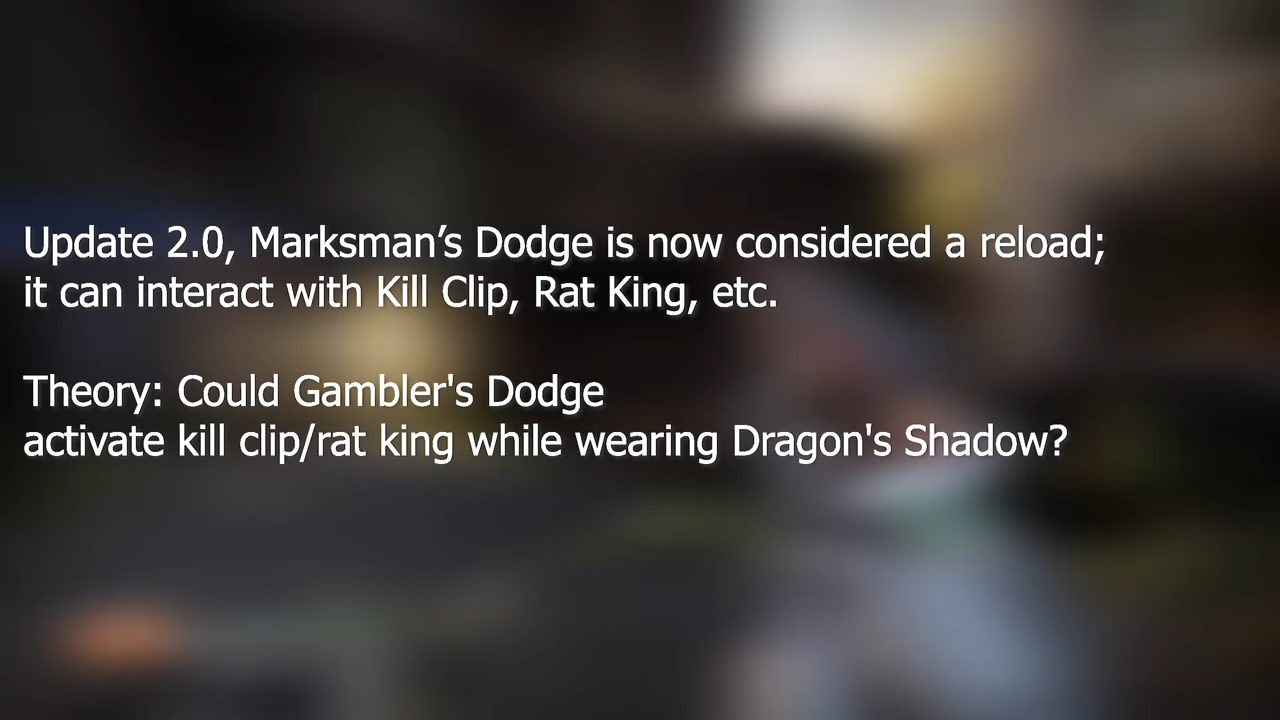 Update 2.0, Marksman’s Dodge is now considered a reload;
it can interact with Kill Clip, Rat King, etc.
Theory: Could Gambler's Dodge
activate kill clip/rat king while wearing Dragon's Shadow?